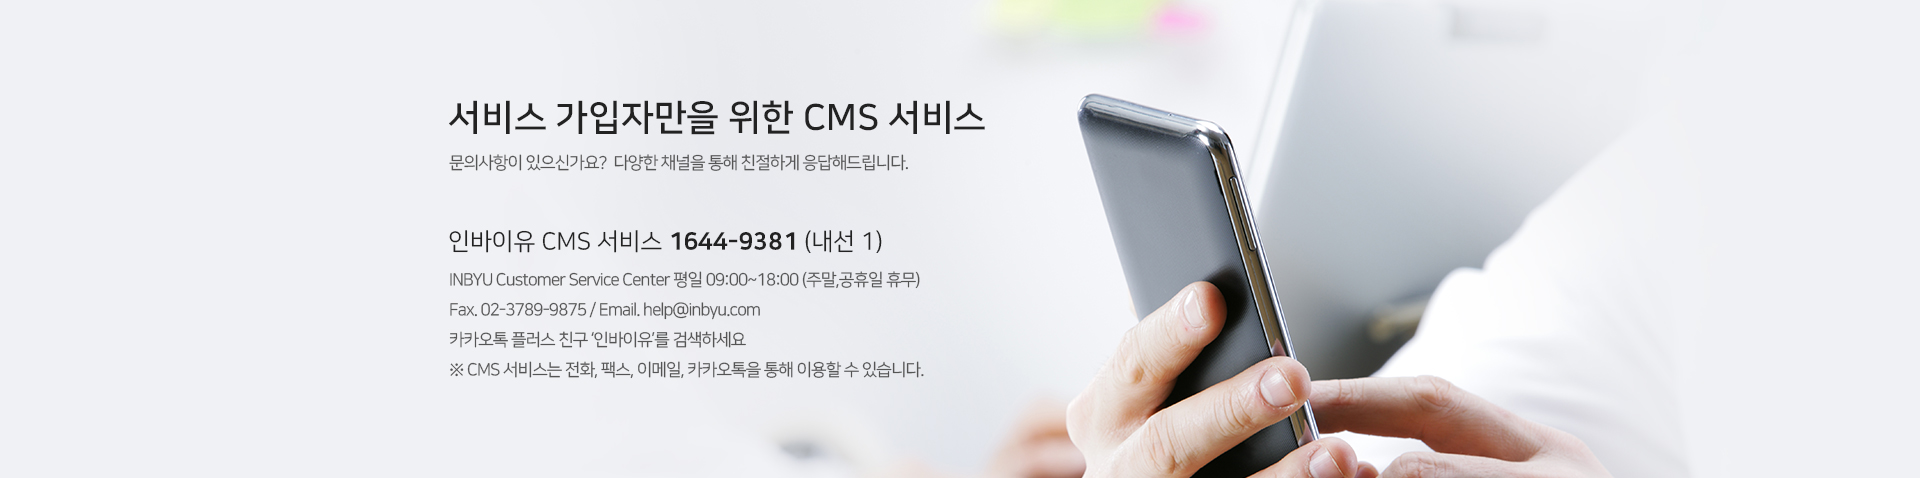 서비스 가입자만을 위한 CMS 서비스
문의사항이 있으신가요? 다양한 채널을 통해 친절하게 응답해드립니다.
인바이유 CMS 서비스 1644-9381 (내선 1)
INBYU Customer Service Center 평일 09:00~18:00 (주말,공휴일 휴무)
Fax. 02-3789-9875 / Email. help@inbyu.com
카카오톡 플러스 친구 ‘인바이유’를 검색하세요
※ CMS 서비스는 전화, 팩스, 이메일, 카카오톡을 통해 이용할 수 있습니다.